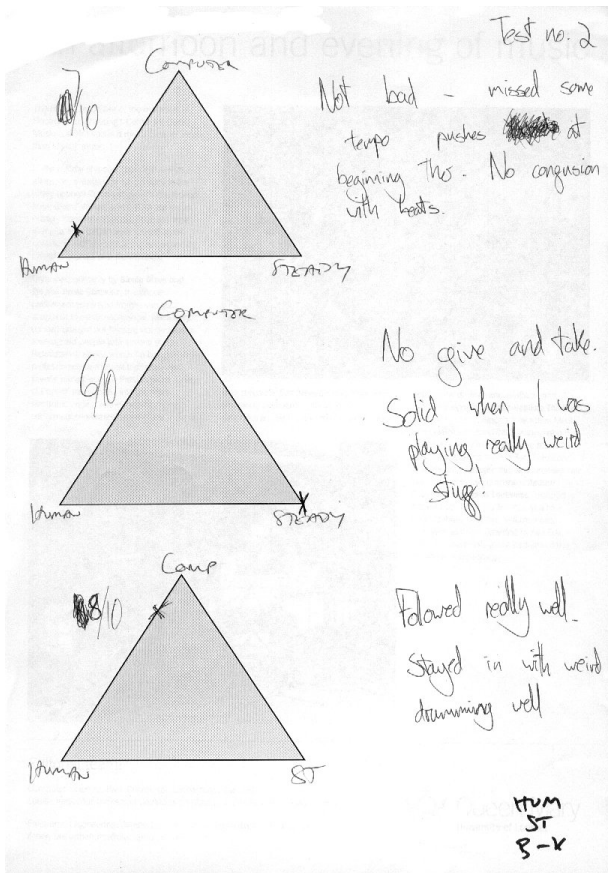 Test no. 2
COMPUTER
7/10
Not bad - missed some
tempo pushes at
beginning tho. No confusion
with beats.
HUMAN
STEADY
COMPUTER
6/10
No give and take.
Solid when I was
playing really weird
stuff!
HUMAN
STEADY
COMP
8/10
Followed really well.
Stayed in with weird
drumming well
HUMAN
ST
HUM
ST
B-K